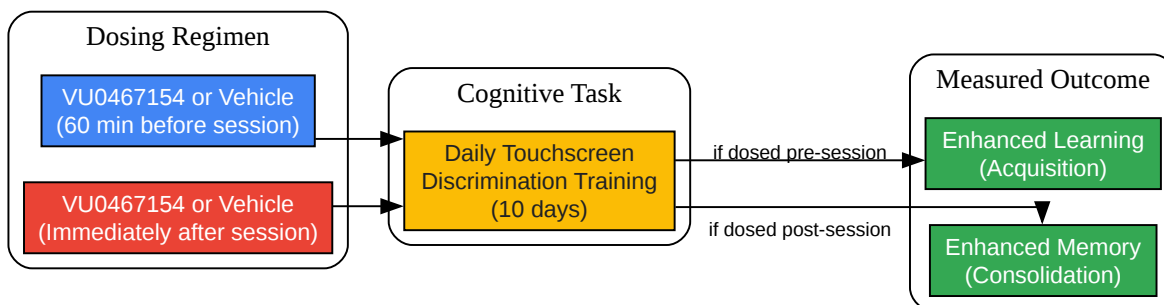 Dosing Regimen
VU0467154 or Vehicle
(60 min before session)
VU0467154 or Vehicle
(Immediately after session)
Cognitive Task
Daily Touchscreen
Discrimination Training
(10 days)
if dosed pre-session
if dosed post-session
Measured Outcome
Enhanced Learning
(Acquisition)
Enhanced Memory
(Consolidation)